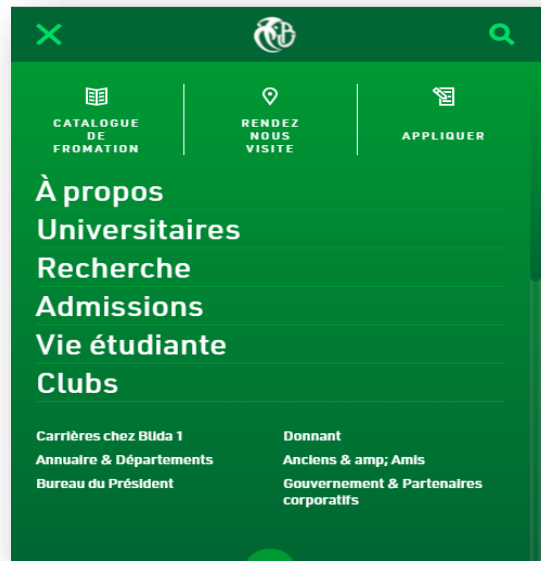 CATALOGUE
DE
FROMATION
RENDEZ
NOUS
VISITE
APPLIQUER
À propos
Universitaires
Recherche
Admissions
Vie étudiante
Clubs
Carrières chez Blida 1
Annuaire & Départements
Bureau du Président
Donnant
Anciens & amp; Amis
Gouvernement & Partenaires
corporatifs